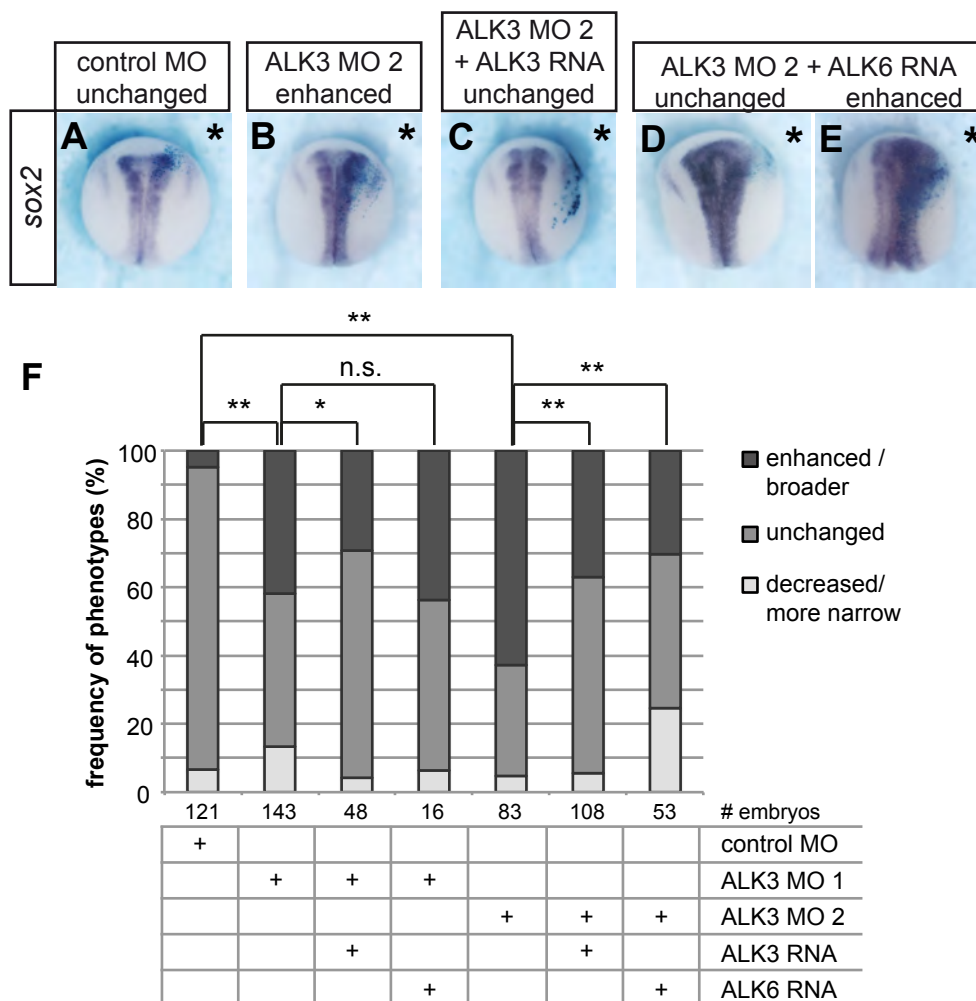 control MO
unchanged
ALK3 MO 2
enhanced
ALK3 MO 2
+ ALK3 RNA
unchanged
ALK3 MO 2 + ALK6 RNA
unchanged enhanced
sox2
A *
B *
C *
D *
E *
F
**
n.s.
**
**
*
**
frequency of phenotypes (%)
100
80
60
40
20
0
enhanced /
broader
unchanged
decreased/
more narrow
121 143 48 16 83 108 53 # embryos
+ control MO
+ + + ALK3 MO 1
+ + + ALK3 MO 2
+ + ALK3 RNA
+ + ALK6 RNA